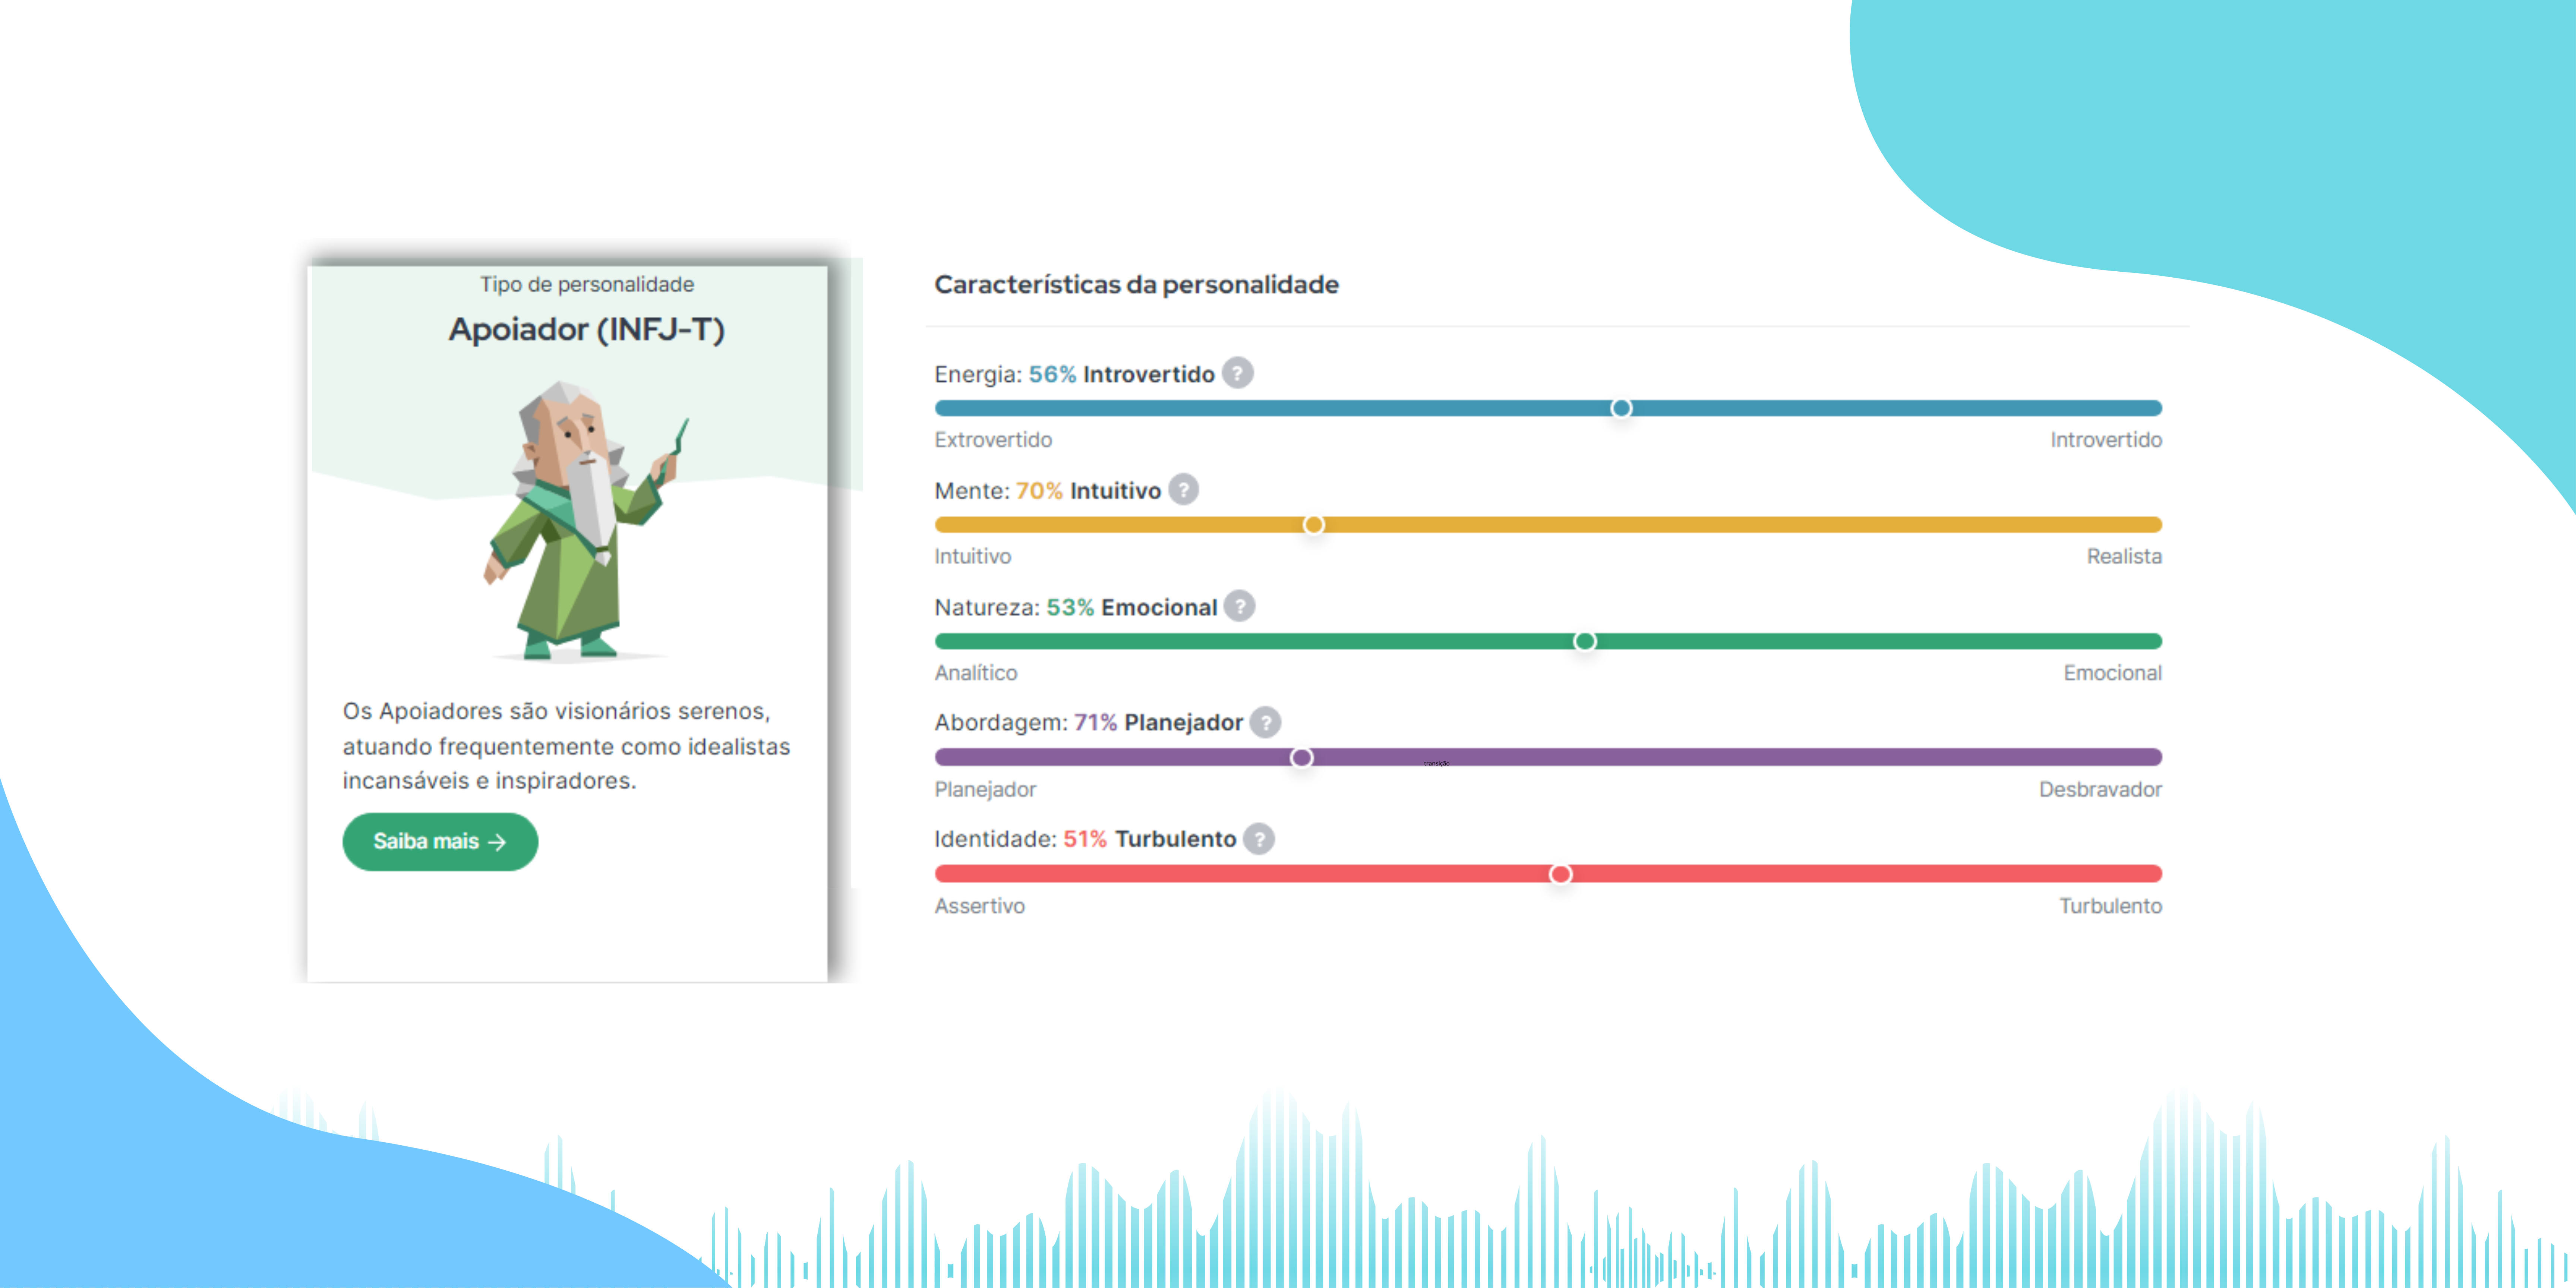 Tipo de personalidade
Apoiador (INFJ-T)
Os Apoiadores são visionários serenos,
atuando frequentemente como idealistas
incansáveis e inspiradores.
Saiba mais →
Características da personalidade
Energia: 56% Introvertido ?
Extrovertido Introvertido
Mente: 70% Intuitivo ?
Intuitivo Realista
Natureza: 53% Emocional ?
Analítico Emocional
Abordagem: 71% Planejador ?
transição
Planejador Desbravador
Identidade: 51% Turbulento ?
Assertivo Turbulento